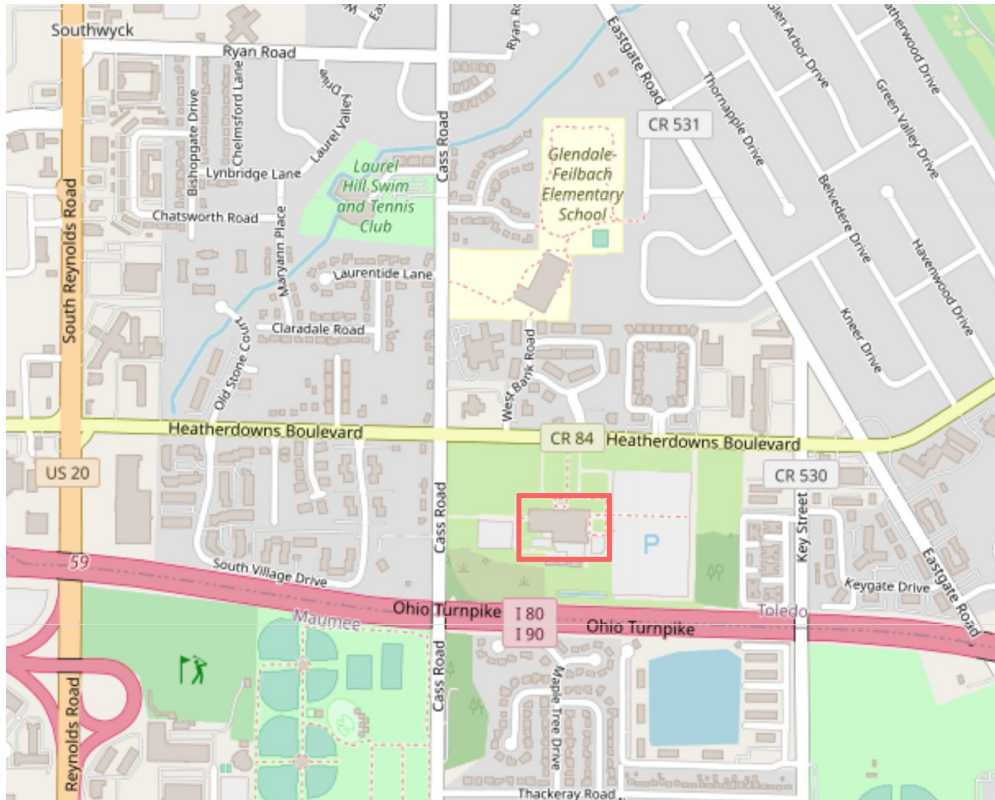 Southwyck
Ryan Road
Ryan Ro
Eastgate Road
Glen Arbor Drive
atherwood Drive
CR 531
Thornapple Drive
Green Valley Drive
Bishopgate Drive
Chelmsford Lane
Laurel Valley
Drive
Cass Road
Glendale-
Feilbach
Elementary
School
Lynbridge Lane
Laurel
Hill Swim
and Tennis
Club
Belvedere Drive
Chatsworth Road
South Reynolds Road
Maryann Place
Laurentide Lane
Havenwood Drive
Claradale Road
Kneer Drive
Old Stone Court
West Bank Road
Heatherdowns Boulevard
CR 84
Heatherdowns Boulevard
US 20
CR 530
Cass Road
Key Street
P
59
South Village Drive
Keygate Drive
Eastgate Road
Ohio Turnpike
I 80
I 90
Ohio Turnpike
Toledo
Maumee
Reynolds Road
Cass Road
Maple Tree Drive
Thackeray Road